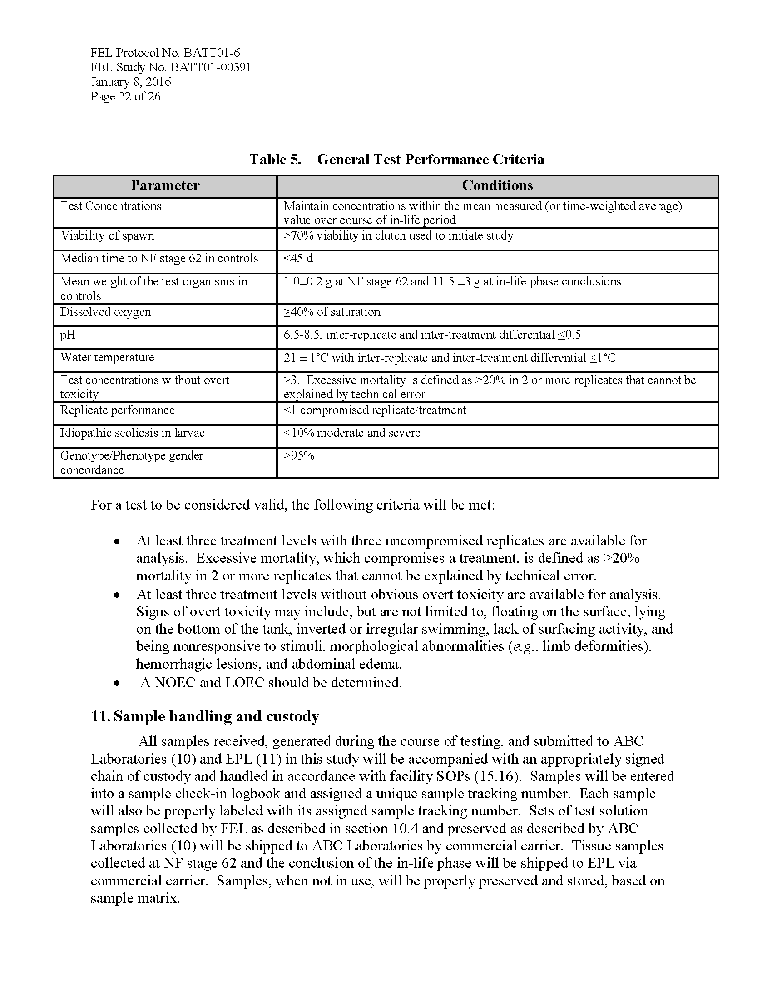 FEL Protocol No. BATT01-6
FEL Study No. BATT01-00391
January 8, 2016
Page 22 of 26
Table 5. General Test Performance Criteria
Parameter Conditions
Test Concentrations Maintain concentrations within the mean measured (or time-weighted average)
value over course of in-life period
Viability of spawn ≥70% viability in clutch used to initiate study
Median time to NF stage 62 in controls ≤45 d
Mean weight of the test organisms in 1.0±0.2 g at NF stage 62 and 11.5 ±3 g at in-life phase conclusions
controls
Dissolved oxygen ≥40% of saturation
pH 6.5-8.5, inter-replicate and inter-treatment differential ≤0.5
Water temperature 21 ± 1°C with inter-replicate and inter-treatment differential ≤1°C
Test concentrations without overt ≥3. Excessive mortality is defined as >20% in 2 or more replicates that cannot be
toxicity explained by technical error
Replicate performance ≤1 compromised replicate/treatment
Idiopathic scoliosis in larvae <10% moderate and severe
Genotype/Phenotype gender >95%
concordance
For a test to be considered valid, the following criteria will be met:
• At least three treatment levels with three uncompromised replicates are available for
analysis. Excessive mortality, which compromises a treatment, is defined as >20%
mortality in 2 or more replicates that cannot be explained by technical error.
• At least three treatment levels without obvious overt toxicity are available for analysis.
Signs of overt toxicity may include, but are not limited to, floating on the surface, lying
on the bottom of the tank, inverted or irregular swimming, lack of surfacing activity, and
being nonresponsive to stimuli, morphological abnormalities (e.g., limb deformities),
hemorrhagic lesions, and abdominal edema.
• A NOEC and LOEC should be determined.
11. Sample handling and custody
All samples received, generated during the course of testing, and submitted to ABC
Laboratories (10) and EPL (11) in this study will be accompanied with an appropriately signed
chain of custody and handled in accordance with facility SOPs (15,16). Samples will be entered
into a sample check-in logbook and assigned a unique sample tracking number. Each sample
will also be properly labeled with its assigned sample tracking number. Sets of test solution
samples collected by FEL as described in section 10.4 and preserved as described by ABC
Laboratories (10) will be shipped to ABC Laboratories by commercial carrier. Tissue samples
collected at NF stage 62 and the conclusion of the in-life phase will be shipped to EPL via
commercial carrier. Samples, when not in use, will be properly preserved and stored, based on
sample matrix.